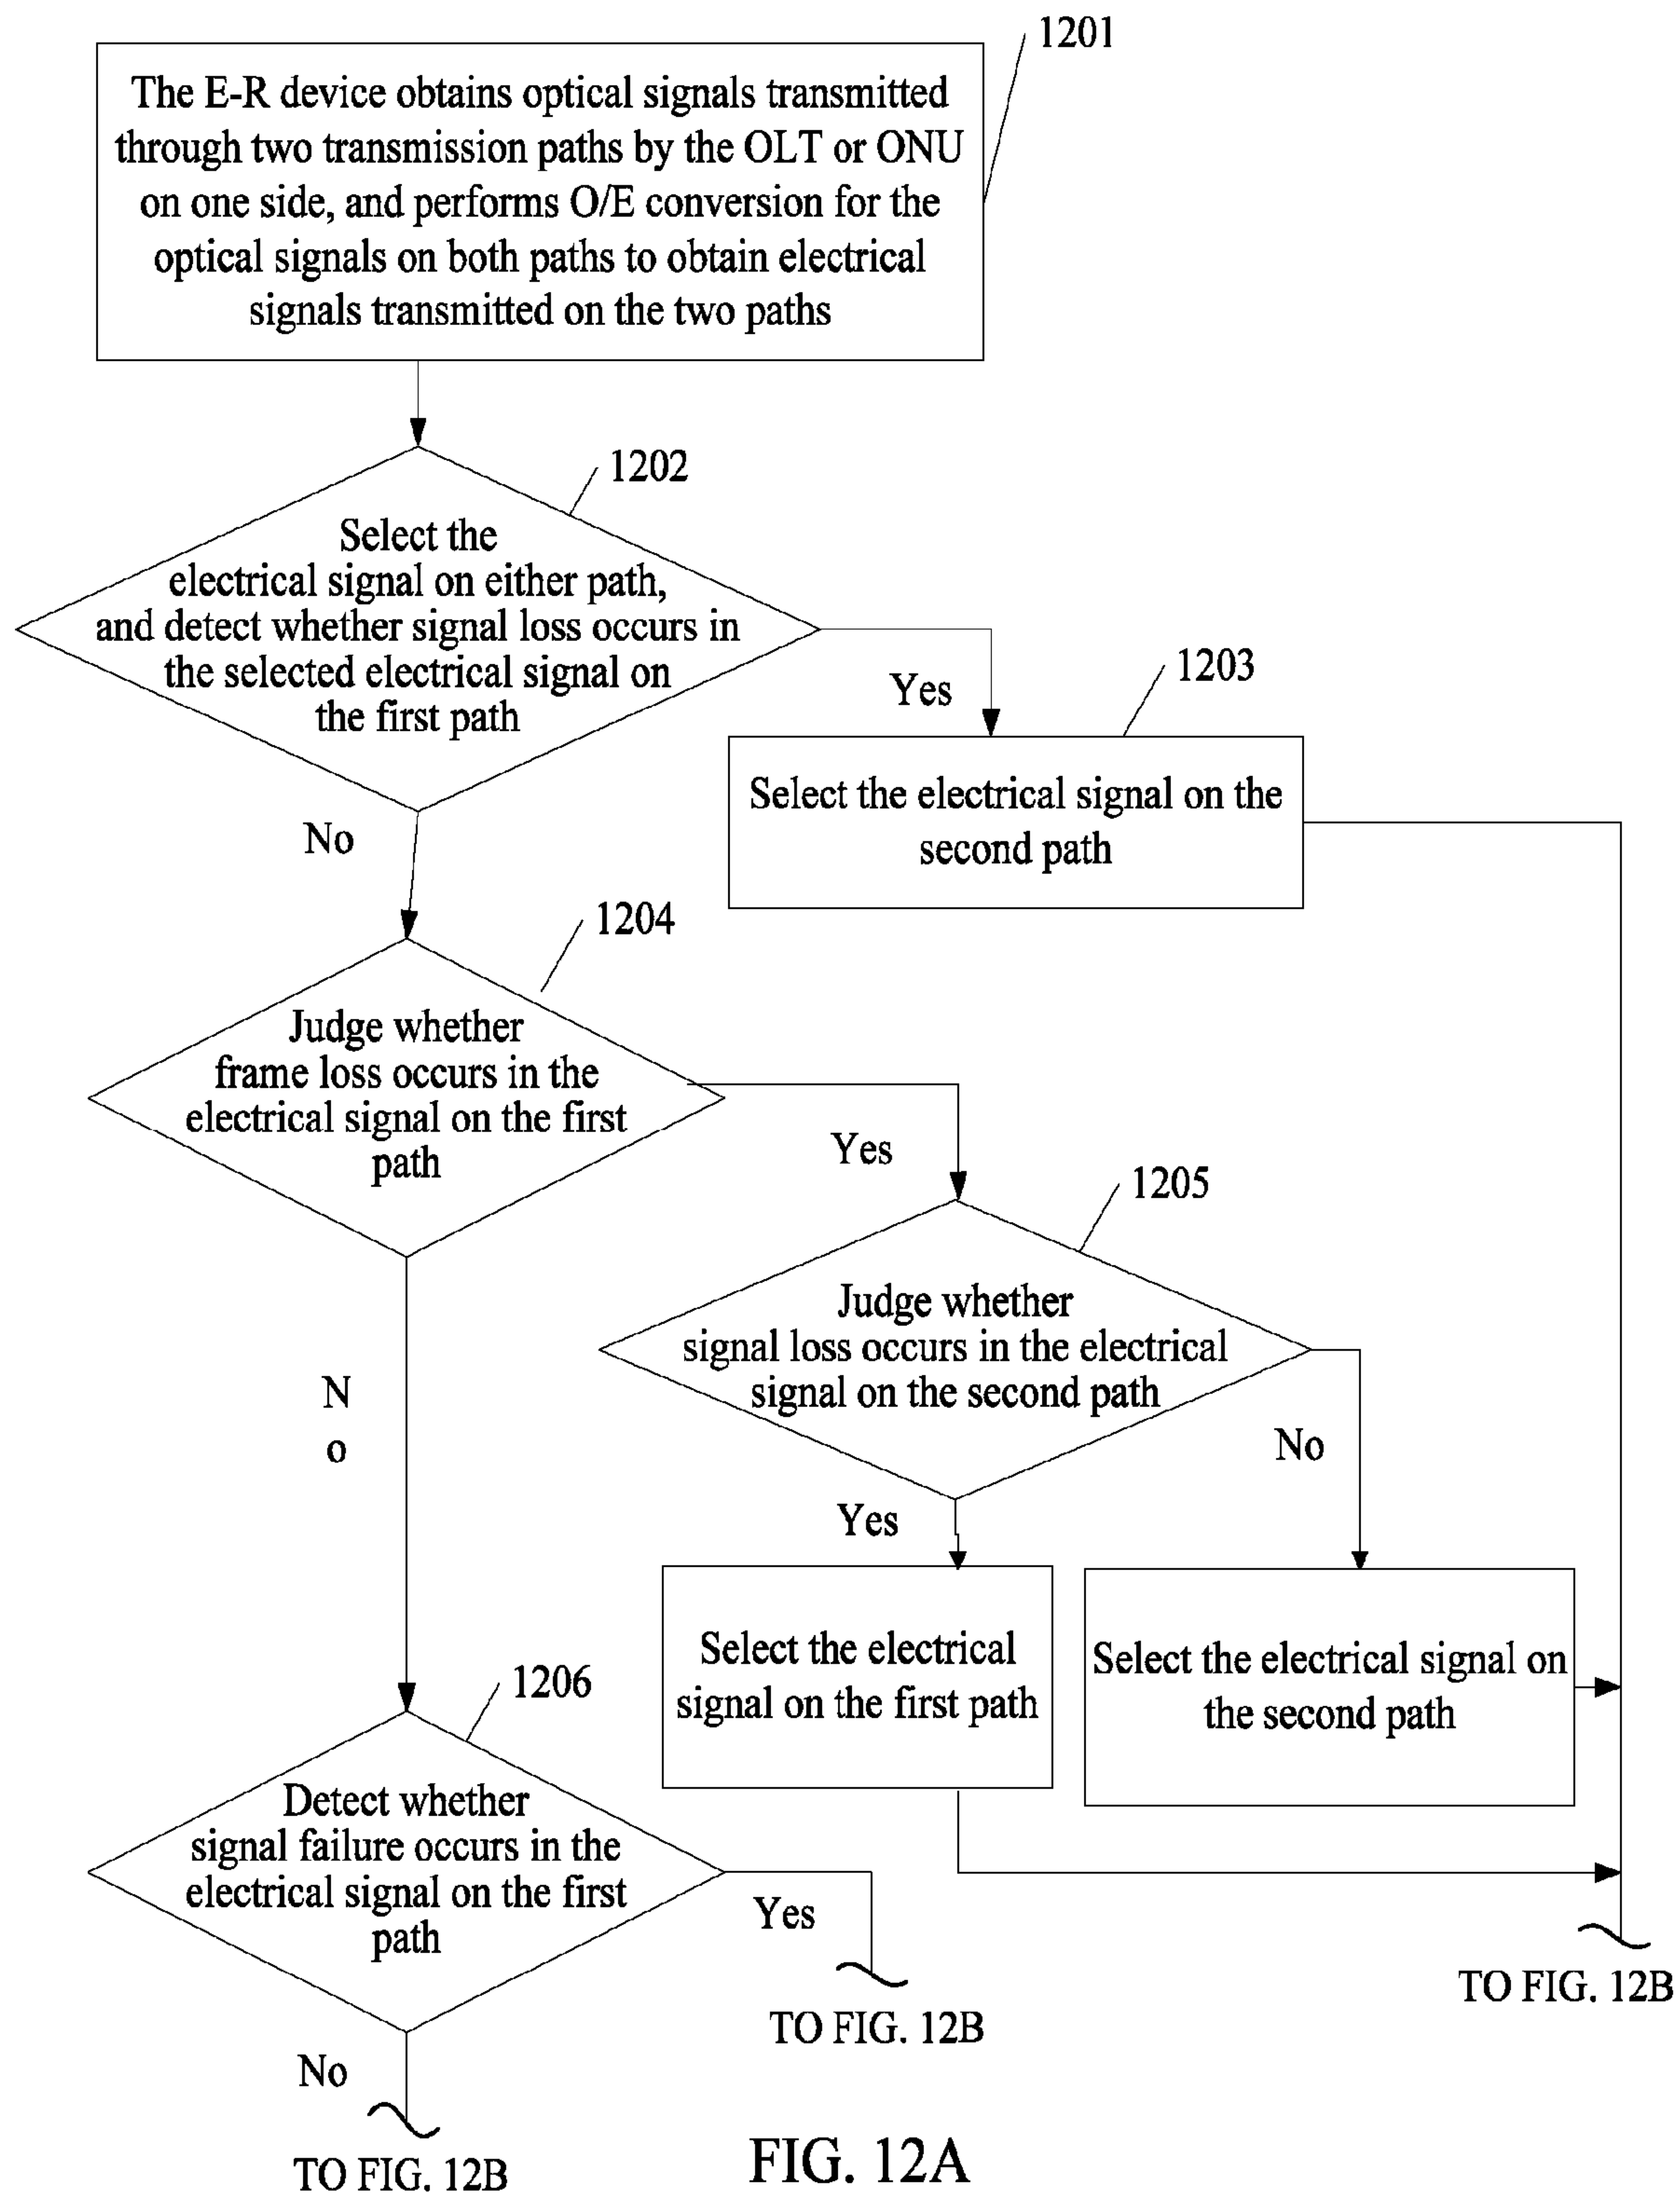 1201
The E-R device obtains optical signals transmitted
through two transmission paths by the OLT or ONU
on one side, and performs O/E conversion for the
optical signals on both paths to obtain electrical
signals transmitted on the two paths
1202
Select the
electrical signal on either path,
and detect whether signal loss occurs in
the selected electrical signal on
the first path
Yes
1203
Select the electrical signal on the
second path
No
1204
Judge whether
frame loss occurs in the
electrical signal on the first
path
Yes
1205
Judge whether
signal loss occurs in the electrical
signal on the second path
No
Yes
N
o
Select the electrical
signal on the first path
Select the electrical signal on
the second path
1206
Detect whether
signal failure occurs in the
electrical signal on the first
path
Yes
TO FIG. 12B
TO FIG. 12B
No
TO FIG. 12B
FIG. 12A